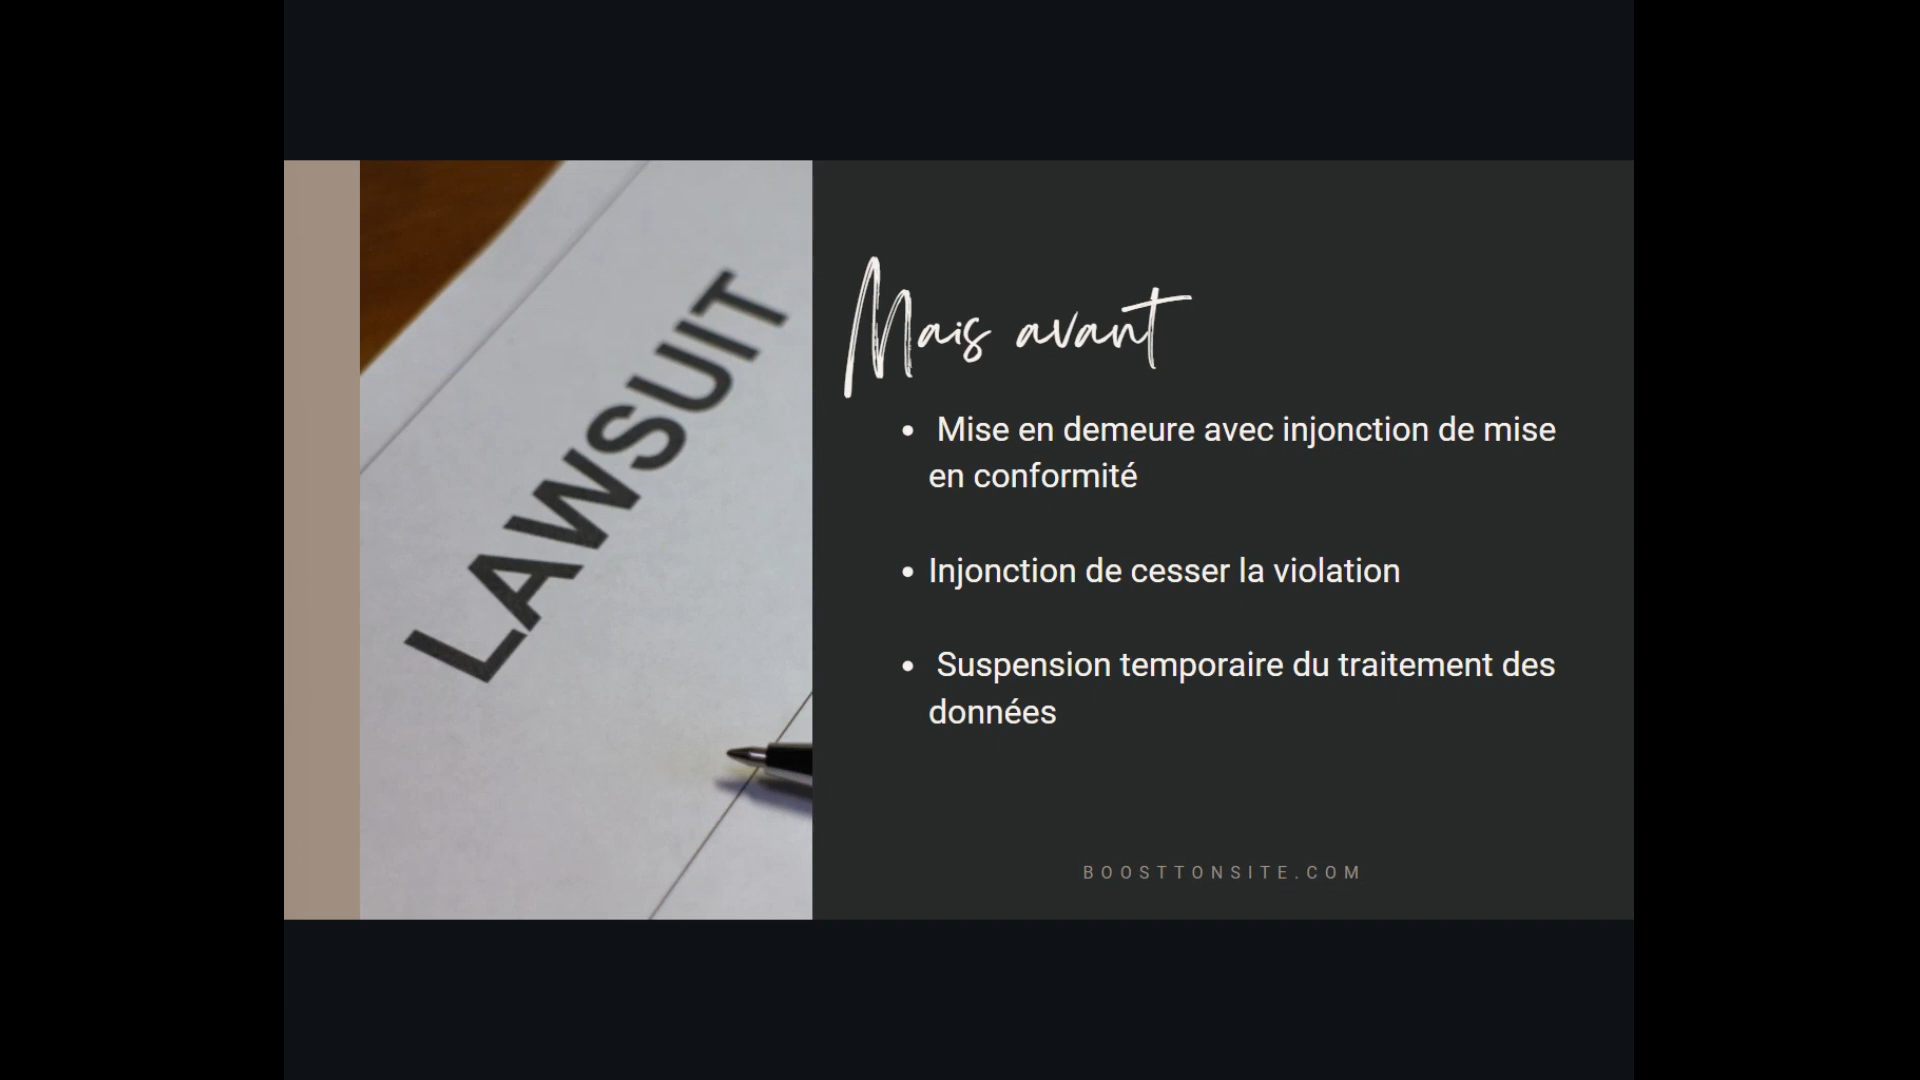 LAWSUIT
Mais avant
• Mise en demeure avec injonction de mise
en conformité
• Injonction de cesser la violation
• Suspension temporaire du traitement des
données
BOOSTTONSITE.COM